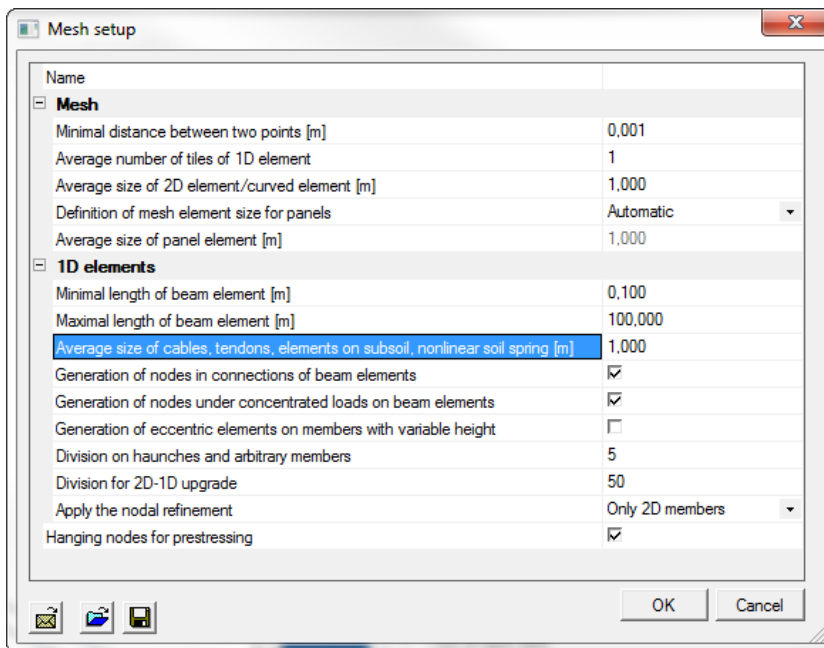 Mesh setup
Name
Mesh
Minimal distance between two points [m] 0,001
Average number of tiles of 1D element 1
Average size of 2D element/curved element [m] 1,000
Definition of mesh element size for panels Automatic
Average size of panel element [m] 1,000
1D elements
Minimal length of beam element [m] 0,100
Maximal length of beam element [m] 100,000
Average size of cables, tendons, elements on subsoil, nonlinear soil spring [m] 1,000
Generation of nodes in connections of beam elements
Generation of nodes under concentrated loads on beam elements
Generation of eccentric elements on members with variable height
Division on haunches and arbitrary members 5
Division for 2D-1D upgrade 50
Apply the nodal refinement Only 2D members
Hanging nodes for prestressing
OK Cancel